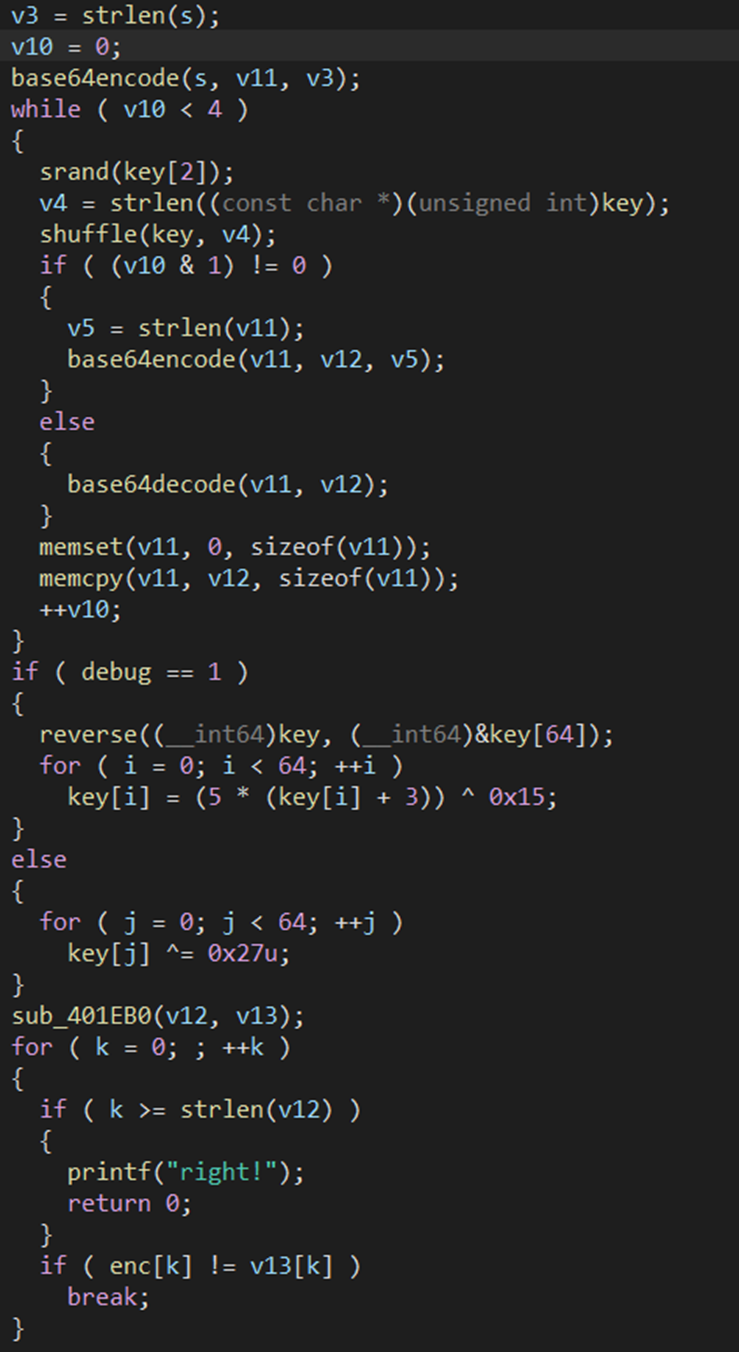 v3 = strlen(s);
v10 = 0;
base64encode(s, v11, v3);
while ( v10 < 4 )
{
  srand(key[2]);
  v4 = strlen((const char *)(unsigned int)key);
  shuffle(key, v4);
  if ( (v10 & 1) != 0 )
  {
    v5 = strlen(v11);
    base64encode(v11, v12, v5);
  }
  else
  {
    base64decode(v11, v12);
  }
  memset(v11, 0, sizeof(v11));
  memcpy(v11, v12, sizeof(v11));
  ++v10;
}
if ( debug == 1 )
{
  reverse((__int64)key, (__int64)&key[64]);
  for ( i = 0; i < 64; ++i )
    key[i] = (5 * (key[i] + 3)) ^ 0x15;
}
else
{
  for ( j = 0; j < 64; ++j )
    key[j] ^= 0x27u;
}
sub_401EB0(v12, v13);
for ( k = 0; ; ++k )
{
  if ( k >= strlen(v12) )
  {
    printf("right!");
    return 0;
  }
  if ( enc[k] != v13[k] )
    break;
}